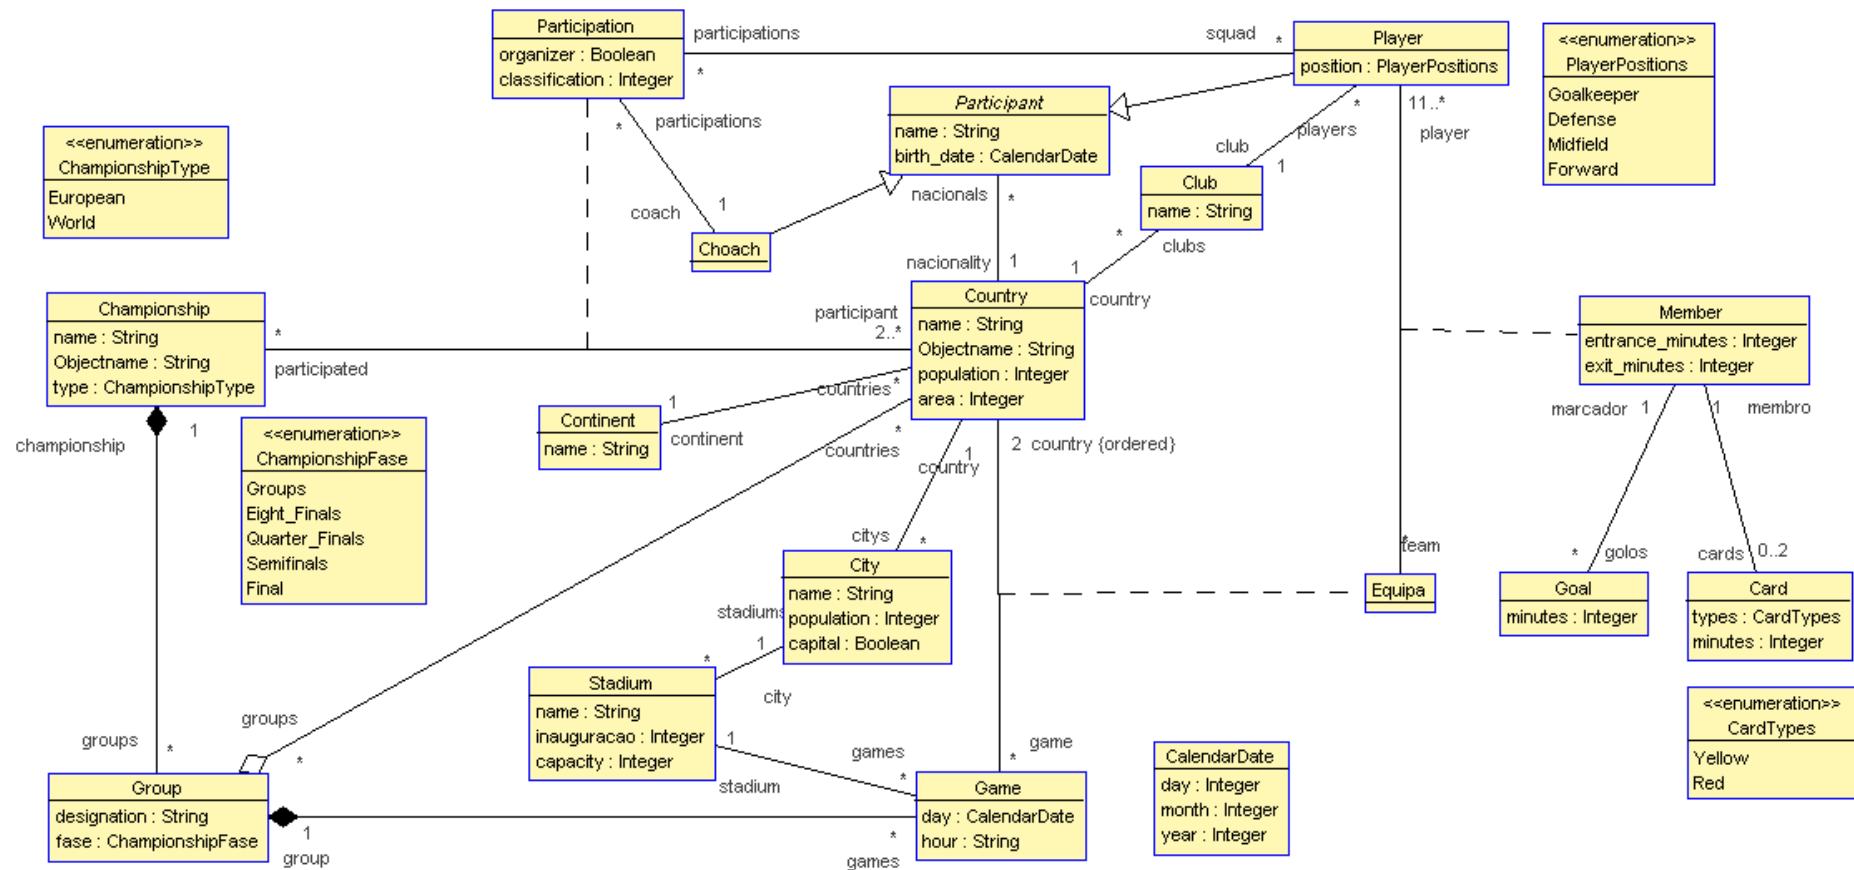 Participation
organizer : Boolean
classification : Integer
participations
squad
*
Player
position : PlayerPositions
<<enumeration>>
PlayerPositions
Goalkeeper
Defense
Midfield
Forward
*
participations
*
Participant
name : String
birth_date : CalendarDate
*
players
11..*
player
<<enumeration>>
ChampionshipType
European
World
club
1
Club
name : String
coach
1
Choach
nacionals
*
*
clubs
nacionality
1
1
country
Championship
name : String
Objectname : String
type : ChampionshipType
*
participated
participant
2..*
Country
name : String
Objectname : String
population : Integer
area : Integer
Member
entrance_minutes : Integer
exit_minutes : Integer
countries
*
1
continent
Continent
name : String
*
countries
marcador
1
1
membro
championship
1
<<enumeration>>
ChampionshipFase
Groups
Eight_Finals
Quarter_Finals
Semifinals
Final
1
country
2
country {ordered}
citys
*
City
name : String
population : Integer
capital : Boolean
*
team
Equipa
*
golos
cards
0..2
Goal
minutes : Integer
Card
types : CardTypes
minutes : Integer
stadiums
*
1
city
Stadium
name : String
inauguracao : Integer
capacity : Integer
<<enumeration>>
CardTypes
Yellow
Red
groups
*
groups
*
1
stadium
games
*
*
game
CalendarDate
day : Integer
month : Integer
year : Integer
Group
designation : String
fase : ChampionshipFase
1
group
*
games
Game
day : CalendarDate
hour : String